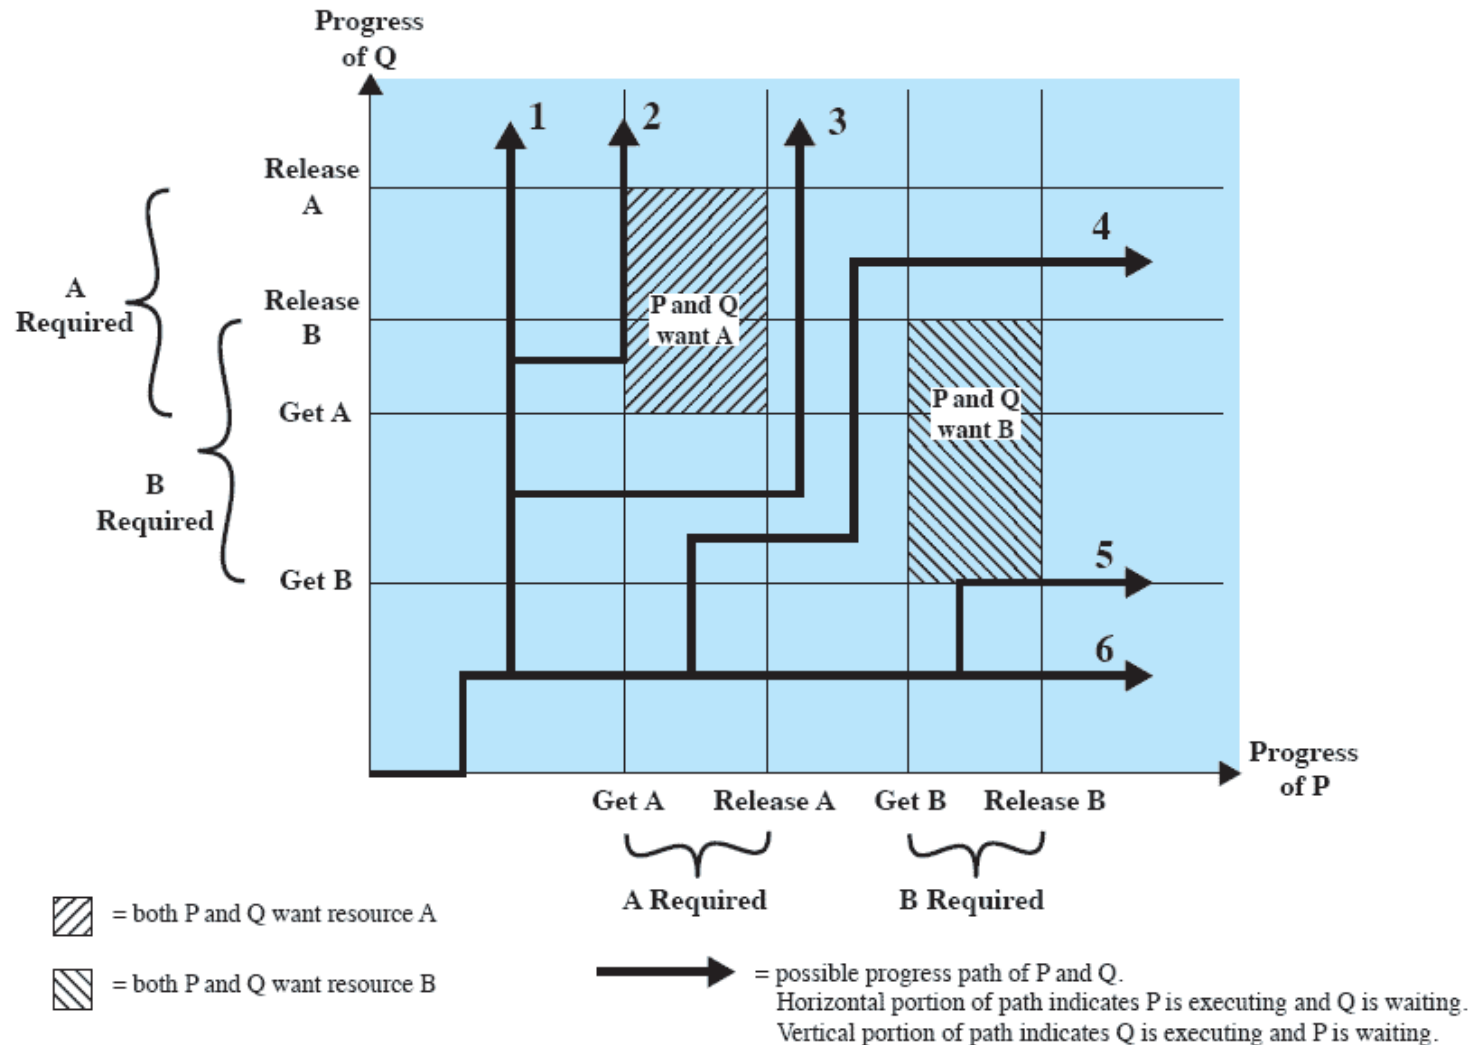 Progress
of Q
1
2
3
Release
A
4
A
Required
Release
B
P and Q
want A
Get A
P and Q
want B
B
Required
Get B
5
6
Progress
of P
Get A
Release A
Get B
Release B
A Required
B Required
= both P and Q want resource A
= both P and Q want resource B
= possible progress path of P and Q.
Horizontal portion of path indicates P is executing and Q is waiting.
Vertical portion of path indicates Q is executing and P is waiting.